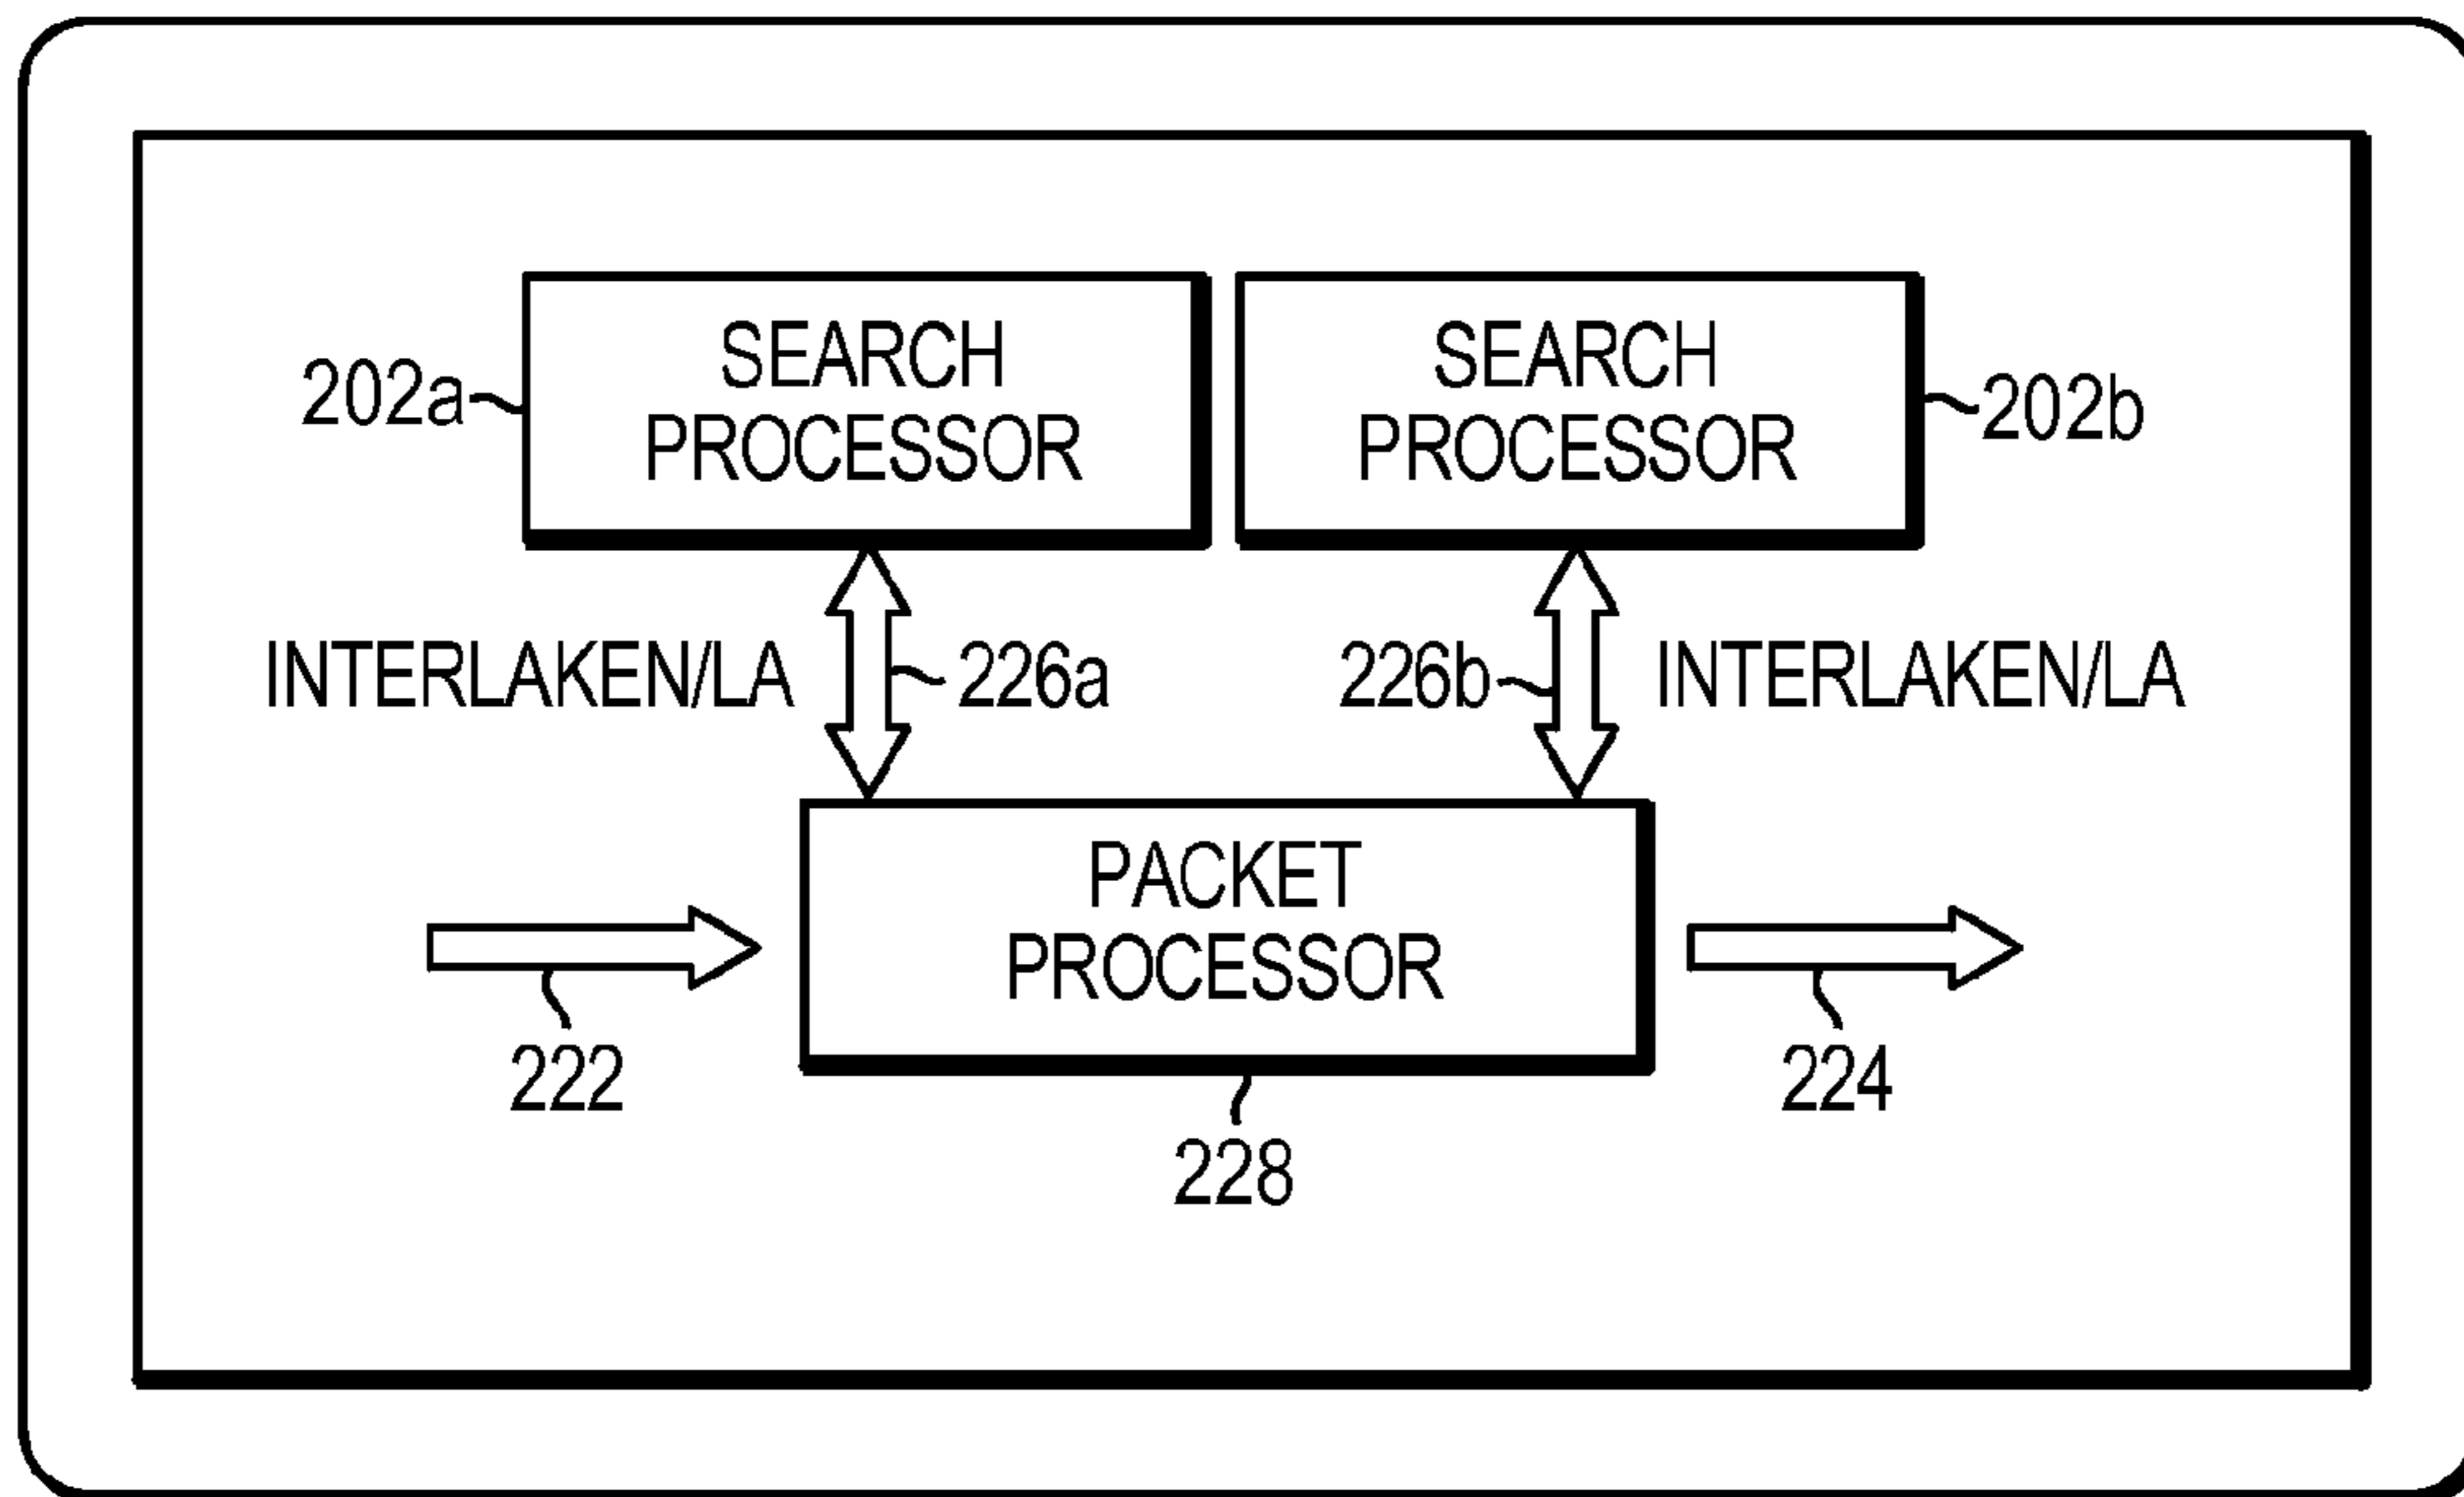 SEARCH
PROCESSOR
SEARCH
PROCESSOR
202a
202b
INTERLAKEN/LA
226a
226b
INTERLAKEN/LA
PACKET
PROCESSOR
222
224
228